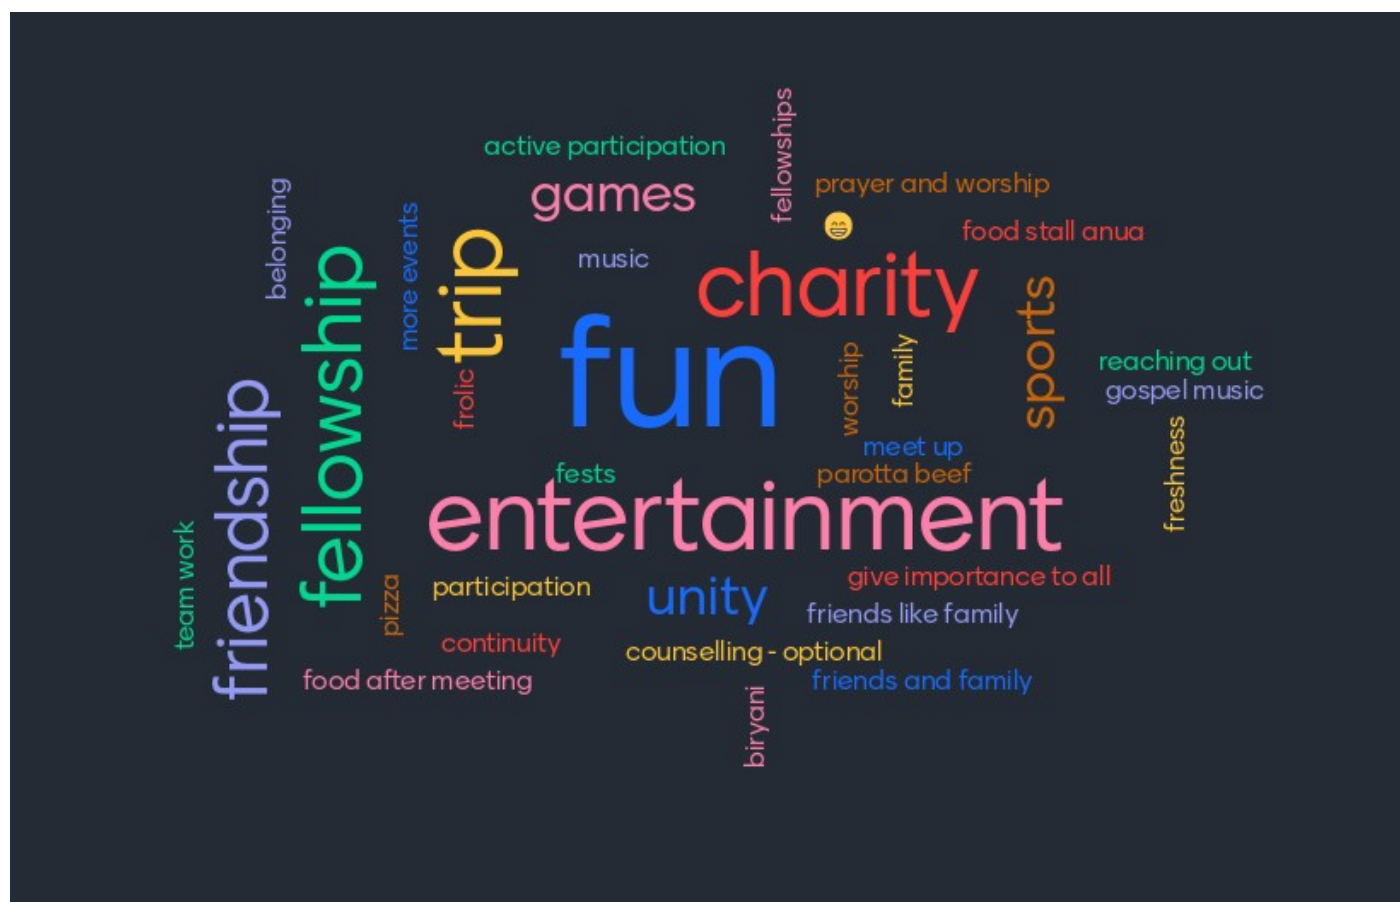 fellowships
active participation
prayer and worship
belonging
games
more events
food stall anua
trip
fellowship
music
charity
sports
fun
family
worship
reaching out
frolic
gospel music
friendship
freshness
meet up
fests
parotta beef
entertainment
team work
pizza
participation
unity
give importance to all
friends like family
continuity
counselling - optional
food after meeting
friends and family
biryani